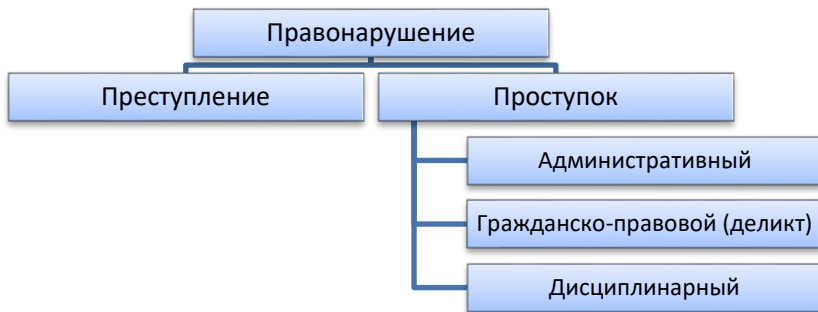 Правонарушение
Преступление
Проступок
Административный
Гражданско-правовой (деликт)
Дисциплинарный